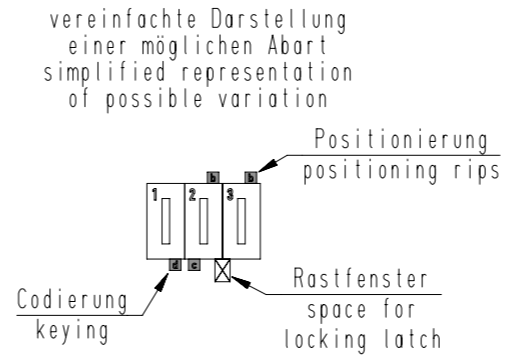 vereinfachte Darstellung
einer möglichen Abart
simplified representation
of possible variation
Positionierung
positioning rips
b b
1 2 3
d c
Rastfenster
space for
locking latch
Codierung
keying